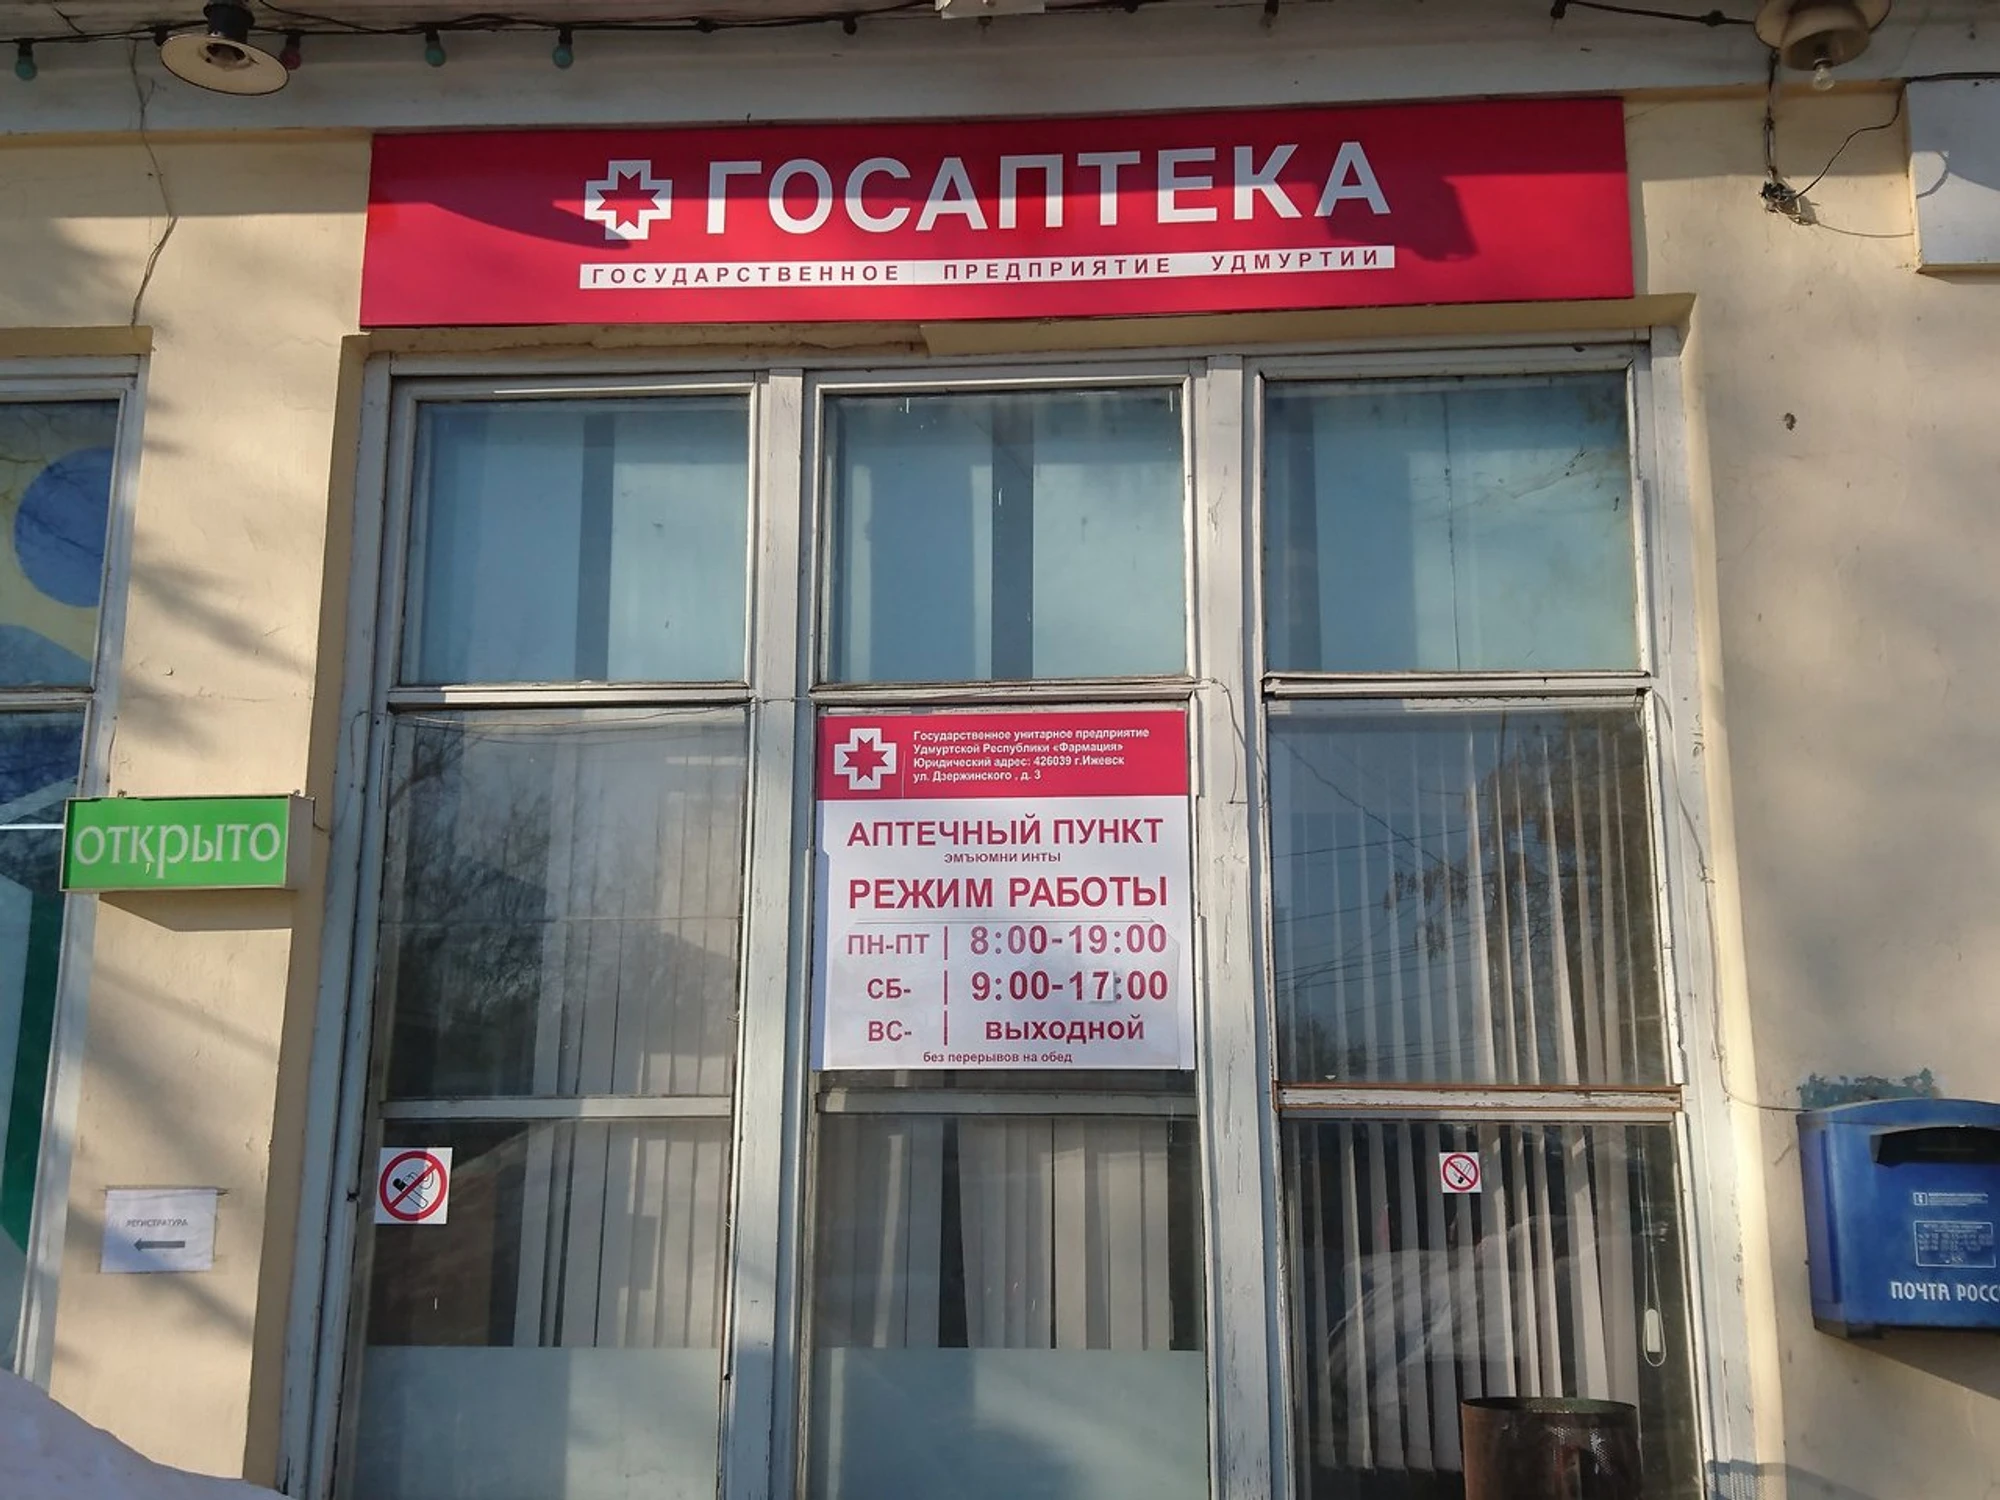 ГОСАПТЕКА
ГОСУДАРСТВЕННОЕ ПРЕДПРИЯТИЕ УДМУРТИИ
Государственное унитарное предприятие
Удмуртской Республики «Фармация»
Юридический адрес: 426039 г.Ижевск
ул. Дзержинского , д. 3
АПТЕЧНЫЙ ПУНКТ
ЭМЪЮМНИ ИНТЫ
РЕЖИМ РАБОТЫ
ПН-ПТ | 8:00-19:00
СБ- | 9:00-17:00
ВС- | ВЫХОДНОЙ
без перерывов на обед
открыто
РЕГИСТРАТУРА
ПОЧТА РОСС